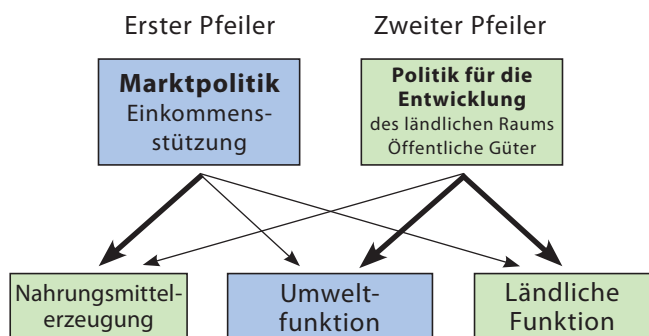 Erster Pfeiler
Zweiter Pfeiler
Marktpolitik
Einkommens-
stützung
Politik für die
Entwicklung
des ländlichen Raums
Öffentliche Güter
Nahrungsmittel-
erzeugung
Umwelt-
funktion
Ländliche
Funktion